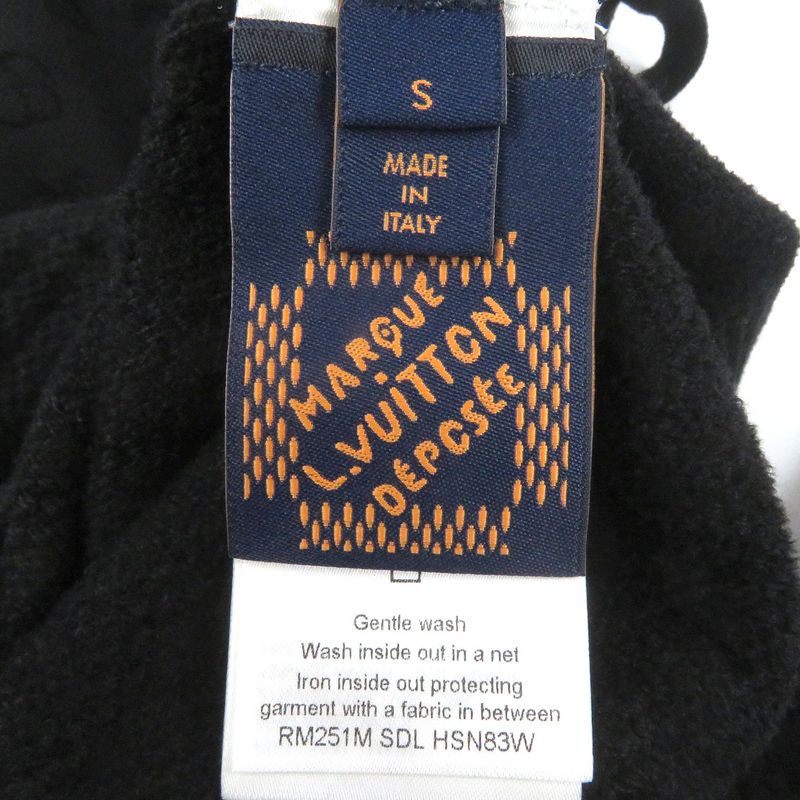 S
MADE
IN
ITALY
MARQUE
L.VUITTON
DÉPOSÉE
Gentle wash
Wash inside out in a net
Iron inside out protecting
garment with a fabric in between
RM251M SDL HSN83W